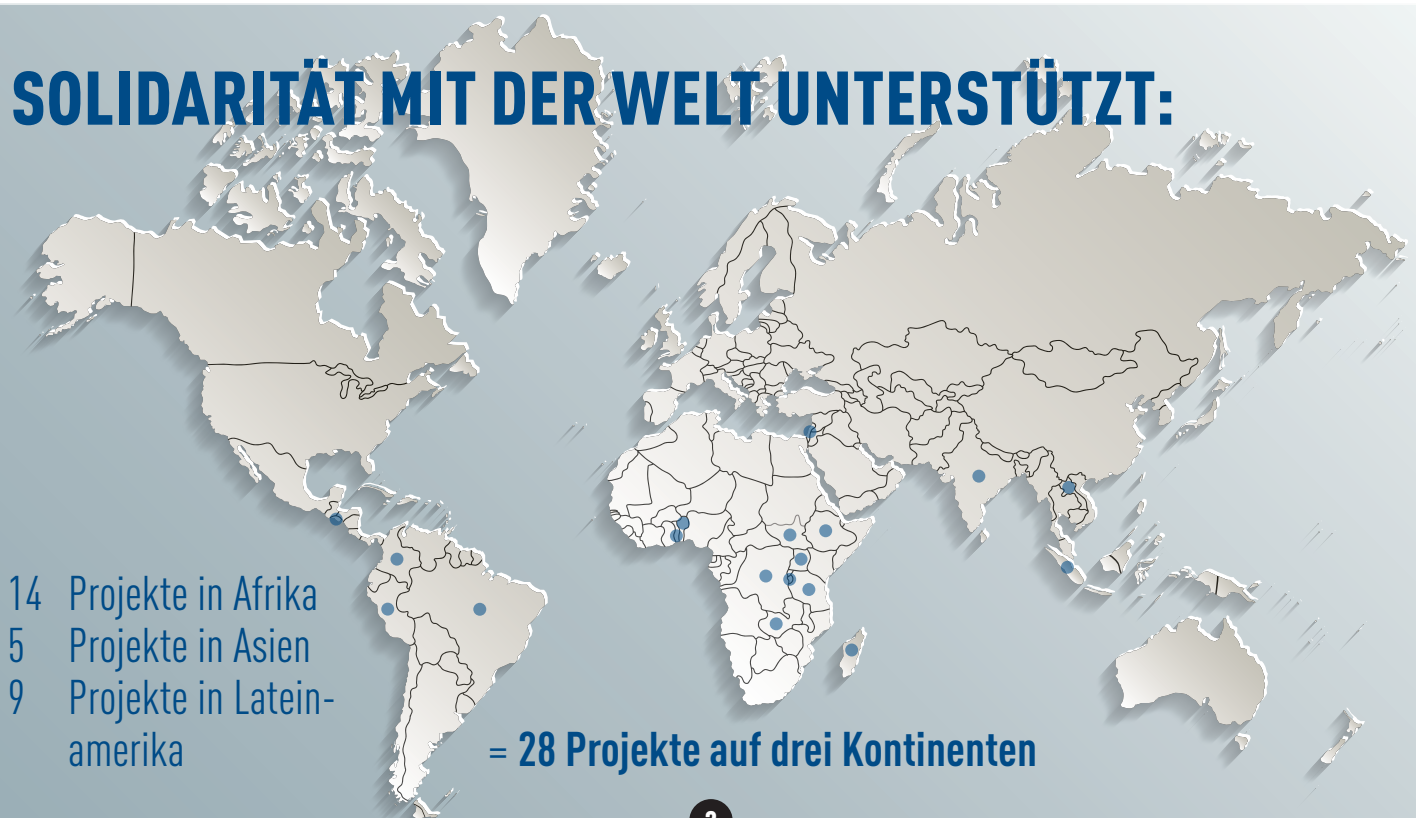 SOLIDARITÄT MIT DER WELT UNTERSTÜTZT:
14 Projekte in Afrika
5 Projekte in Asien
9 Projekte in Latein-
amerika
= 28 Projekte auf drei Kontinenten